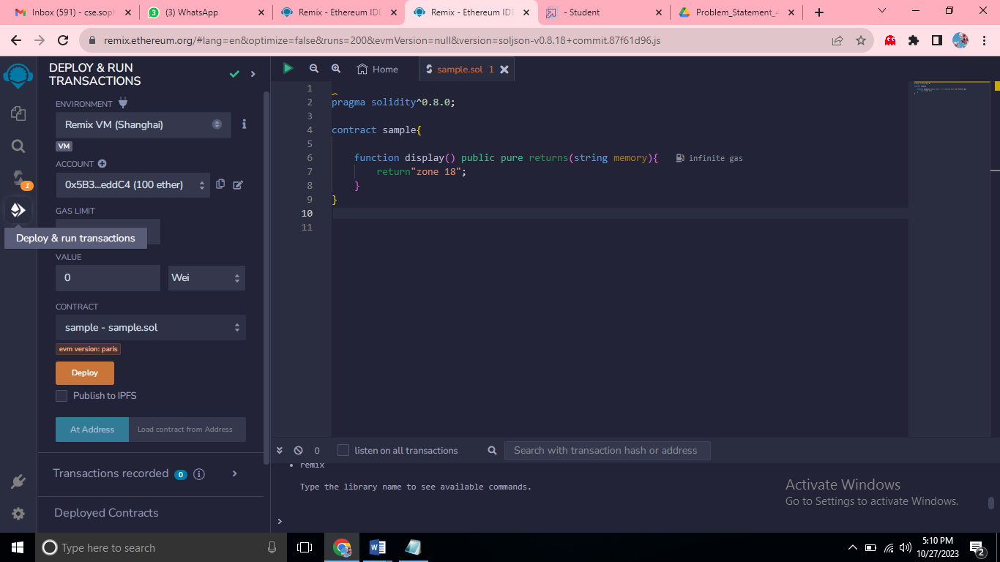 Inbox (591) - cse.soph
(3) WhatsApp
Remix - Ethereum IDE
Remix - Ethereum IDE
- Student
Problem_Statement_4
remix.ethereum.org/#lang=en&optimize=false&runs=200&evmVersion=null&version=soljson-v0.8.18+commit.87f61d96.js
DEPLOY & RUN
TRANSACTIONS
ENVIRONMENT
Remix VM (Shanghai)
VM
ACCOUNT
0x5B3...eddC4 (100 ether)
1
GAS LIMIT
Deploy & run transactions
VALUE
0
Wei
CONTRACT
sample - sample.sol
evm version: paris
Deploy
Publish to IPFS
At Address
Load contract from Address
Transactions recorded 0 i
Deployed Contracts
Home
sample.sol 1
1
2 pragma solidity^0.8.0;
3
4 contract sample{
5
6 function display() public pure returns(string memory){ infinite gas
7 return"zone 18";
8 }
9 }
10
11
0
listen on all transactions
Search with transaction hash or address
• remix
Type the library name to see available commands.
>
Activate Windows
Go to Settings to activate Windows.
Type here to search
5:10 PM
10/27/2023
2